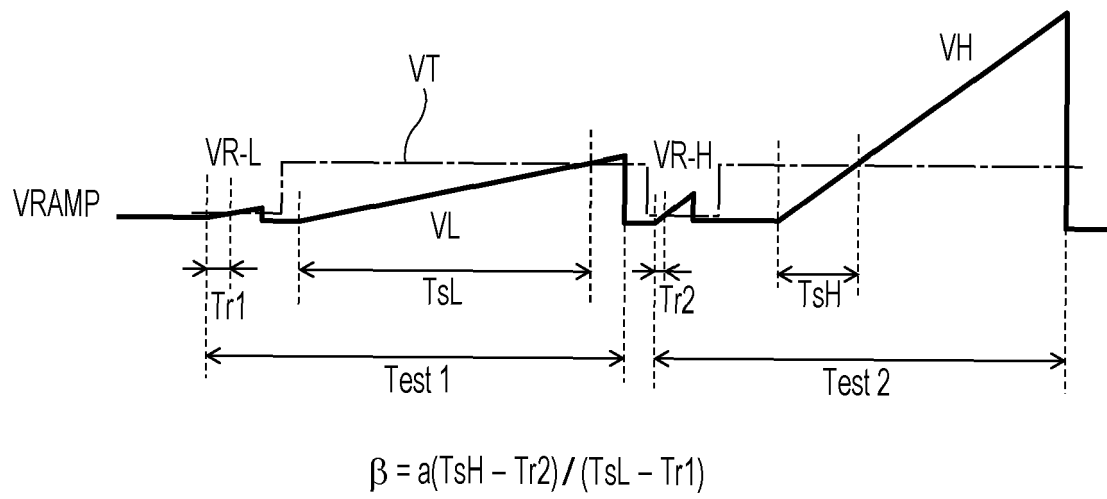 VH
VT
VR-L
VR-H
VRAMP
VL
Tr1
TsL
Tr2
TsH
Test 1
Test 2
β = a(TsH – Tr2) / (TsL – Tr1)